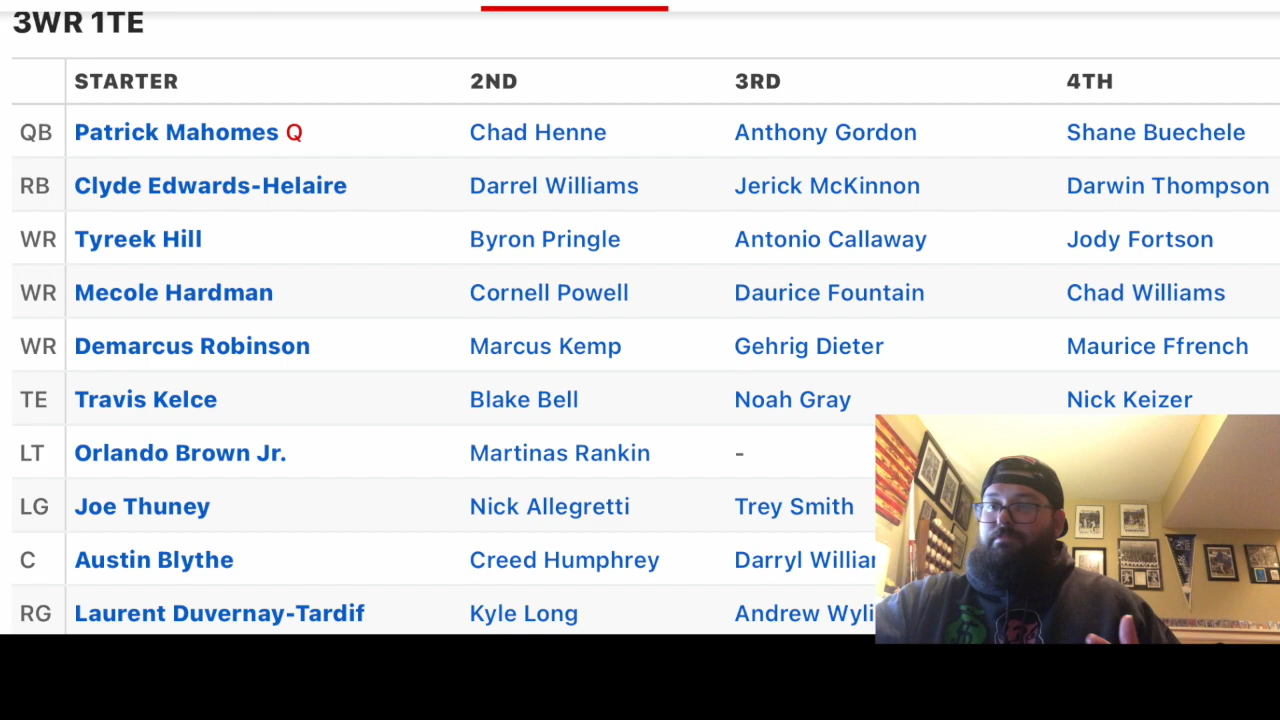 3WR 1TE
STARTER 2ND 3RD 4TH
QB Patrick Mahomes Q Chad Henne Anthony Gordon Shane Buechele
RB Clyde Edwards-Helaire Darrel Williams Jerick McKinnon Darwin Thompson
WR Tyreek Hill Byron Pringle Antonio Callaway Jody Fortson
WR Mecole Hardman Cornell Powell Daurice Fountain Chad Williams
WR Demarcus Robinson Marcus Kemp Gehrig Dieter Maurice Ffrench
TE Travis Kelce Blake Bell Noah Gray Nick Keizer
LT Orlando Brown Jr. Martinas Rankin -
LG Joe Thuney Nick Allegretti Trey Smith
C Austin Blythe Creed Humphrey Darryl
RG Laurent Duvernay-Tardif Kyle Long Andrew